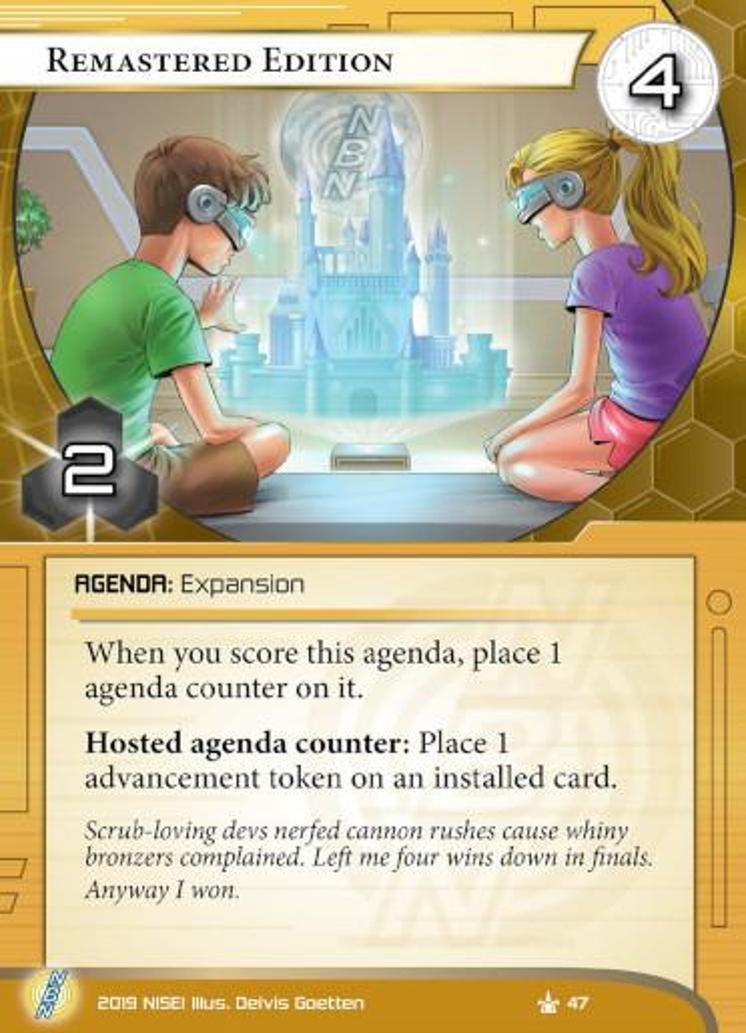 Remastered Edition
4
NBN
2
AGENDA: Expansion
When you score this agenda, place 1
agenda counter on it.
Hosted agenda counter: Place 1
advancement token on an installed card.
Scrub-loving devs nerfed cannon rushes cause whiny
bronzers complained. Left me four wins down in finals.
Anyway I won.
NBN
NBN
2019 NISEI Illus. Deivis Goetten
47